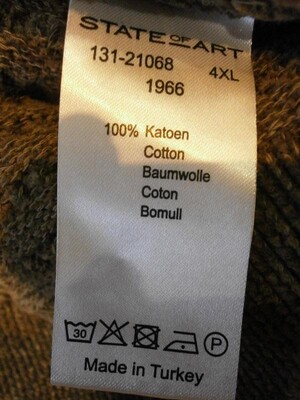 STATE OF ART
131-21068 4XL
1966
100% Katoen
Cotton
Baumwolle
Coton
Bomull
30 P
Made in Turkey